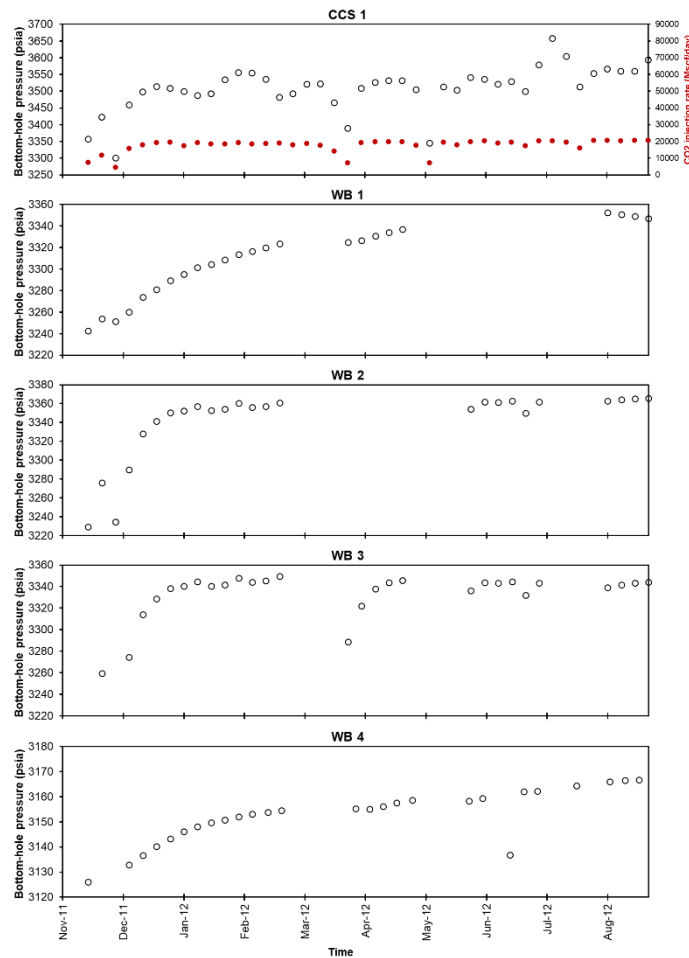 CCS 1
3700
3650
3600
3550
3500
3450
3400
3350
3300
3250
Bottom-hole pressure (psia)
90000
80000
70000
60000
50000
40000
30000
20000
10000
0
CO2 injection rate (Mscf/day)
WB 1
3360
3340
3320
3300
3280
3260
3240
3220
Bottom-hole pressure (psia)
WB 2
3380
3360
3340
3320
3300
3280
3260
3240
3220
Bottom-hole pressure (psia)
WB 3
3360
3340
3320
3300
3280
3260
3240
3220
Bottom-hole pressure (psia)
WB 4
3180
3170
3160
3150
3140
3130
3120
Bottom-hole pressure (psia)
Nov-11
Dec-11
Jan-12
Feb-12
Mar-12
Apr-12
May-12
Jun-12
Jul-12
Aug-12
Time